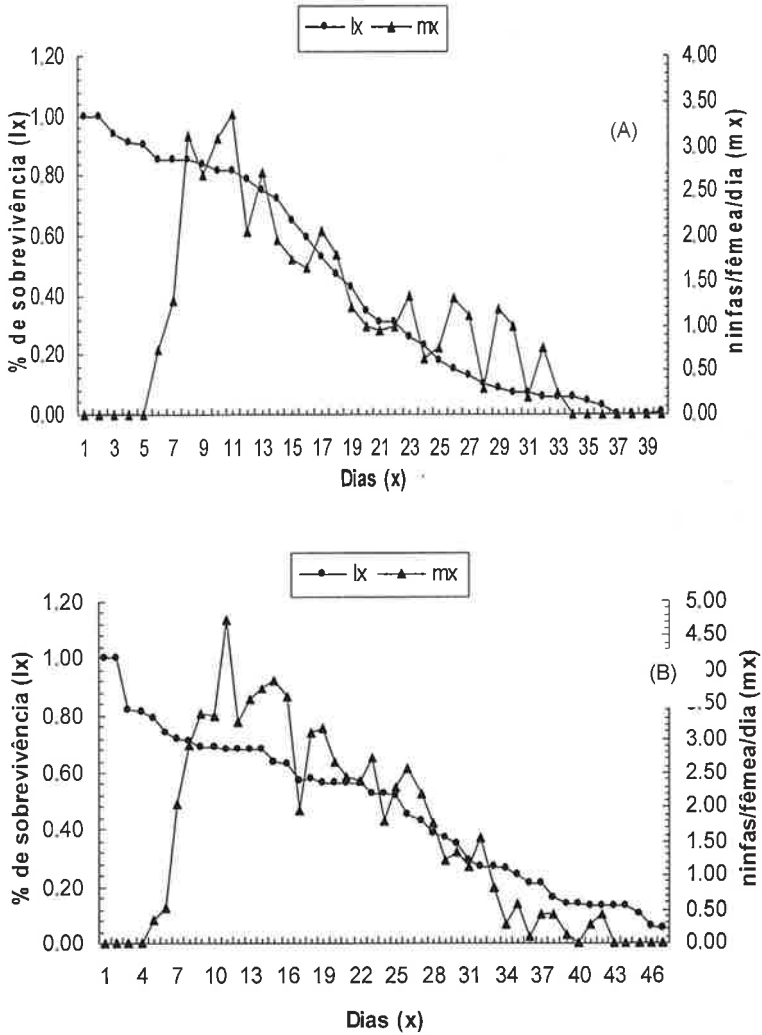 lx mx
1,20 4,00
1,00 3,50
0,80 3,00
0,60 2,50
0,40 2,00
0,20 1,50
0,00 1,00
0,50
0,00
% de sobrevivência (lx)
ninfas/fêmea/dia (mx)
(A)
1 3 5 7 9 11 13 15 17 19 21 23 25 27 29 31 33 35 37 39
Dias (x)
lx mx
1,20 5,00
1,00 4,50
0,80 3,00
0,60 2,50
0,40 2,00
0,20 1,50
0,00 1,00
0,50
0,00
% de sobrevivência (lx)
ninfas/fêmea/dia (mx)
(B)
1 4 7 10 13 16 19 22 25 28 31 34 37 40 43 46
Dias (x)